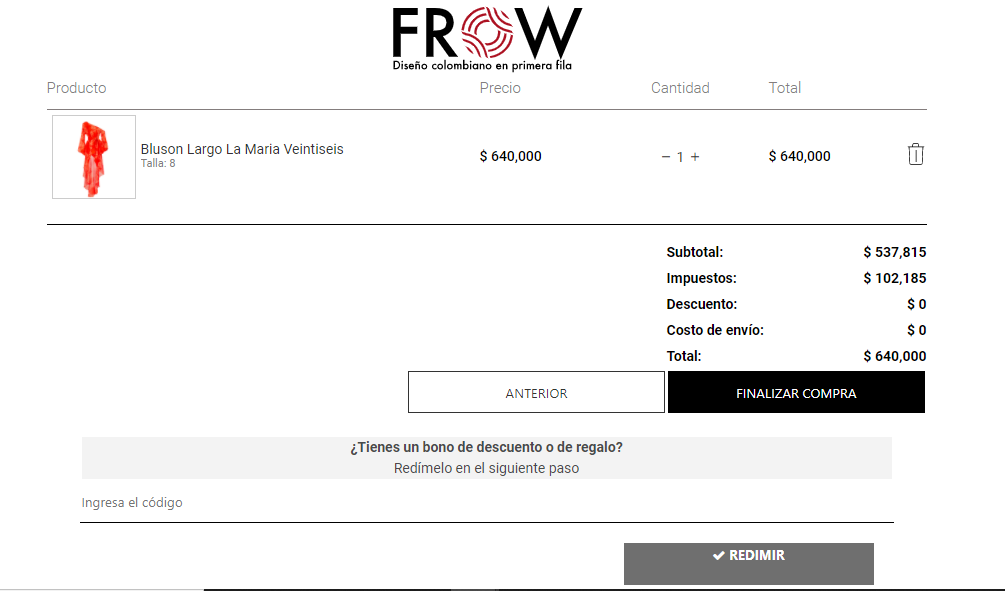 FROW
Diseño colombiano en primera fila
Producto Precio Cantidad Total
Bluson Largo La Maria Veintiseis
Talla: 8
$ 640,000 − 1 + $ 640,000
Subtotal: $ 537,815
Impuestos: $ 102,185
Descuento: $ 0
Costo de envío: $ 0
Total: $ 640,000
ANTERIOR FINALIZAR COMPRA
¿Tienes un bono de descuento o de regalo?
Redímelo en el siguiente paso
Ingresa el código
REDIMIR